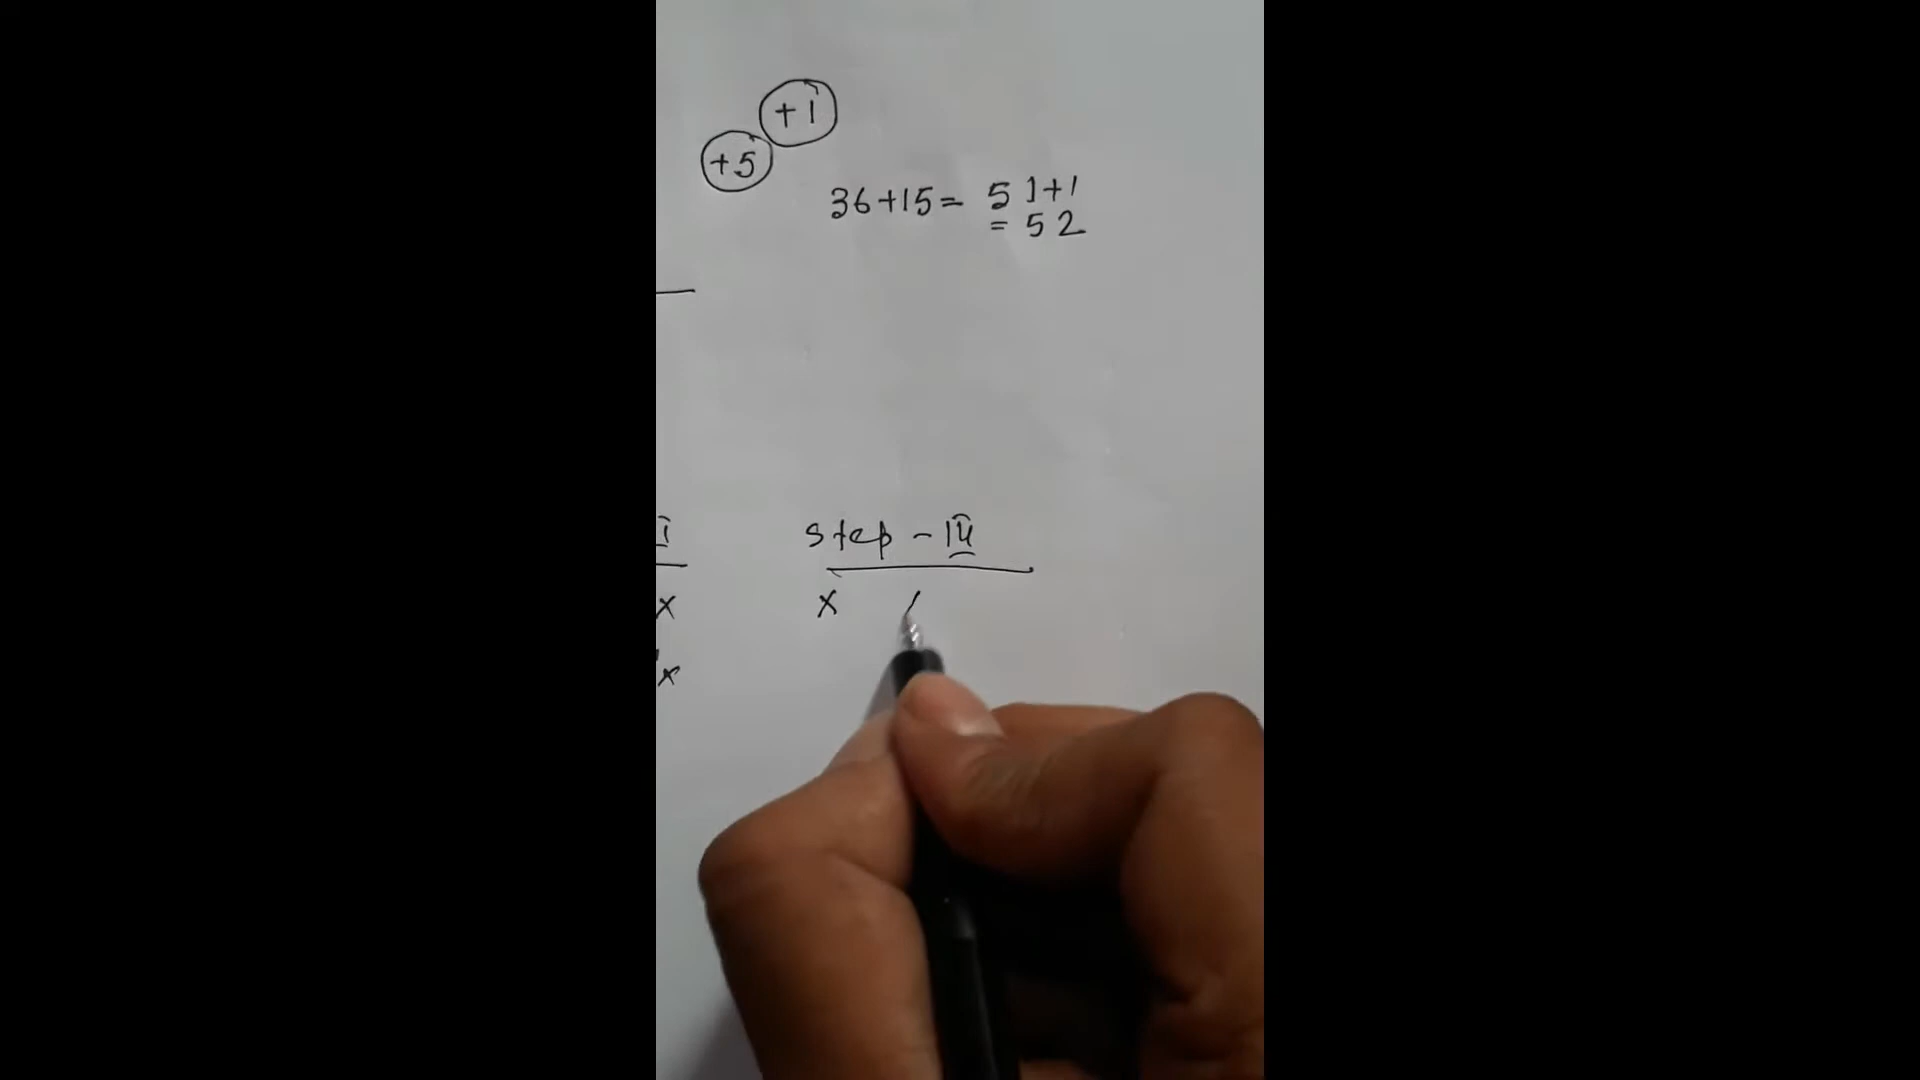 +1
+5
36+15= 51+1
= 52
step - III
x
x
x